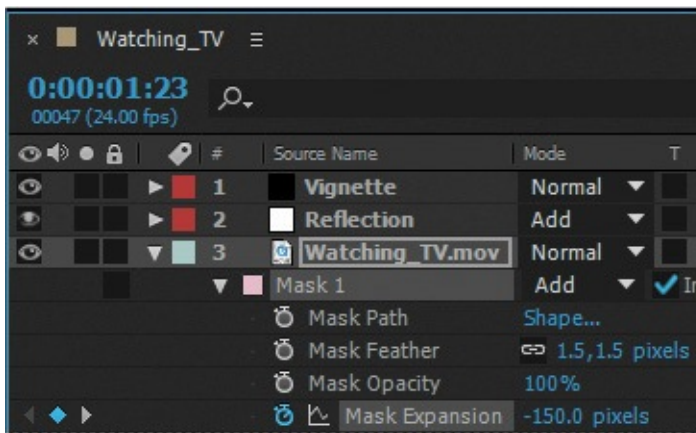 Watching_TV
0:00:01:23
00047 (24.00 fps)
# Source Name Mode T
1 Vignette Normal
2 Reflection Add
3 Watching_TV.mov Normal
Mask 1 Add
Mask Path Shape...
Mask Feather 1.5,1.5 pixels
Mask Opacity 100%
Mask Expansion -150.0 pixels